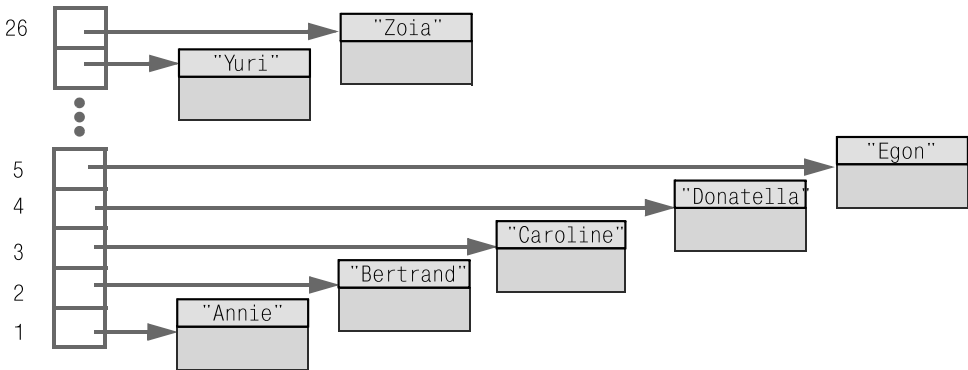 26
"Zoia"
"Yuri"
5
"Egon"
4
"Donatella"
3
"Caroline"
2
"Bertrand"
1
"Annie"